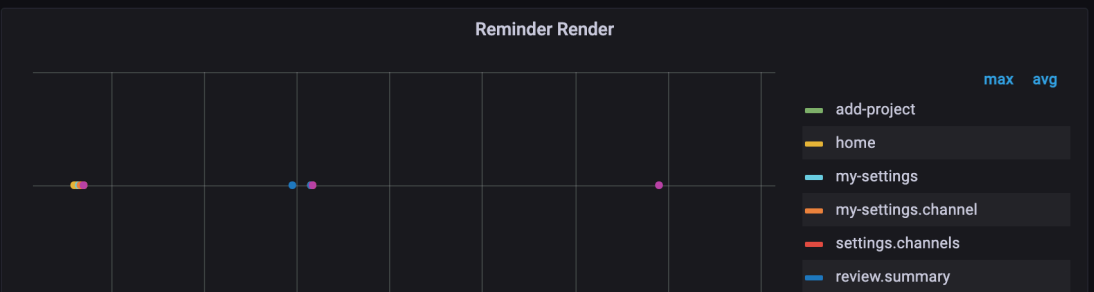 Reminder Render
max avg
add-project
home
my-settings
my-settings.channel
settings.channels
review.summary